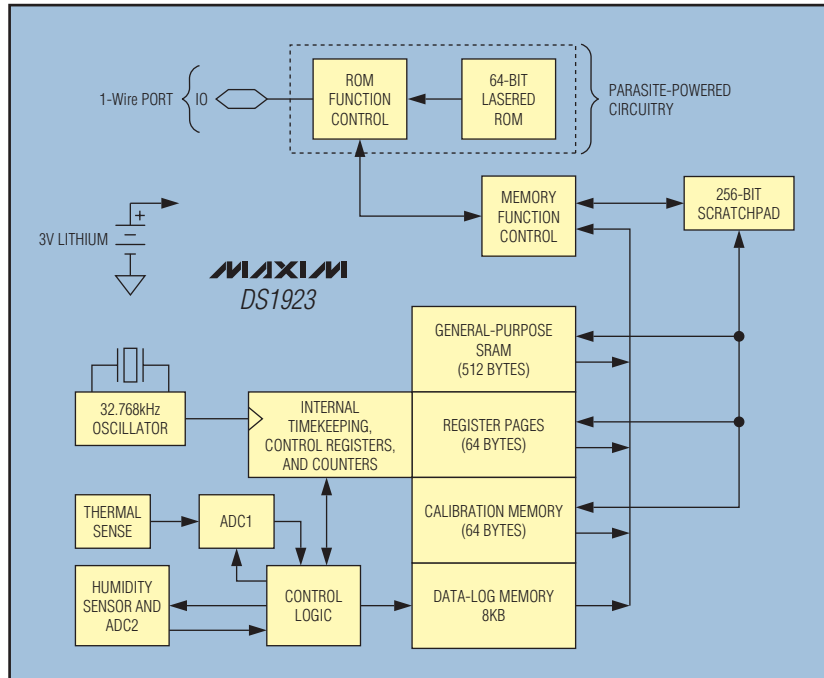 1-Wire PORT
IO
ROM
FUNCTION
CONTROL
64-BIT
LASERED
ROM
PARASITE-POWERED
CIRCUITRY
MEMORY
FUNCTION
CONTROL
256-BIT
SCRATCHPAD
+
3V LITHIUM
MAXIM
DS1923
GENERAL-PURPOSE
SRAM
(512 BYTES)
32.768kHz
OSCILLATOR
INTERNAL
TIMEKEEPING,
CONTROL REGISTERS,
AND COUNTERS
REGISTER PAGES
(64 BYTES)
THERMAL
SENSE
ADC1
CALIBRATION MEMORY
(64 BYTES)
HUMIDITY
SENSOR AND
ADC2
CONTROL
LOGIC
DATA-LOG MEMORY
8KB